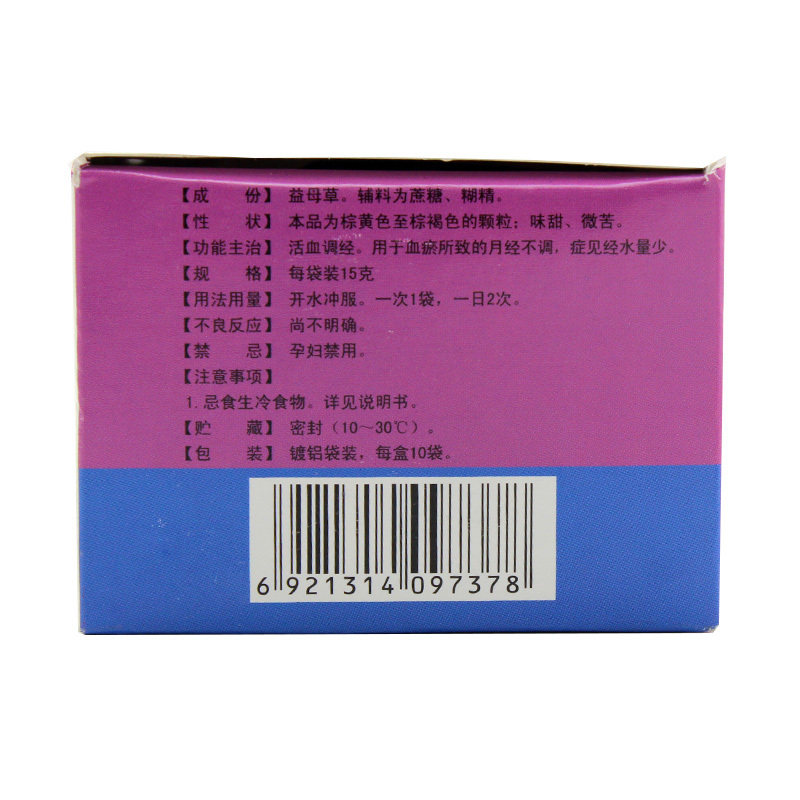 【成　份】 益母草。辅料为蔗糖、糊精。
【性　状】 本品为棕黄色至棕褐色的颗粒；味甜、微苦。
【功能主治】 活血调经。用于血瘀所致的月经不调，症见经水量少。
【规　格】 每袋装15克
【用法用量】 开水冲服。一次1袋，一日2次。
【不良反应】 尚不明确。
【禁　忌】 孕妇禁用。
【注意事项】
1.忌食生冷食物。详见说明书。
【贮　藏】 密封（10～30℃）。
【包　装】 镀铝袋装，每盒10袋。
6 921314 097378